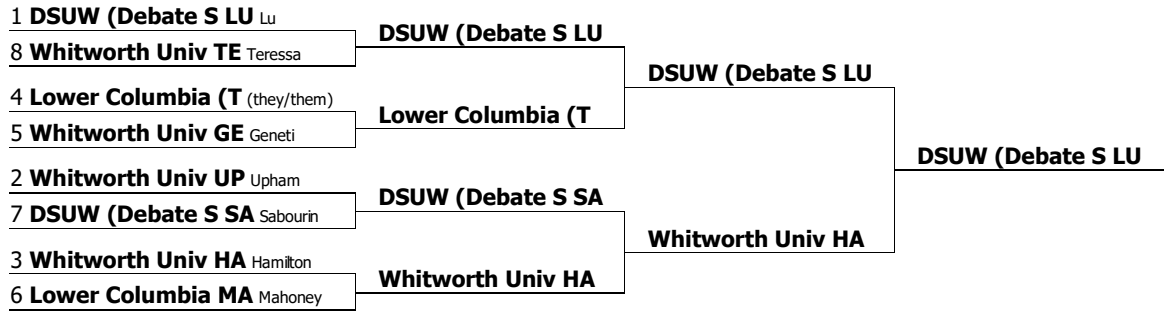 1 DSUW (Debate S LU Lu
8 Whitworth Univ TE Teressa
4 Lower Columbia (T (they/them)
5 Whitworth Univ GE Geneti
2 Whitworth Univ UP Upham
7 DSUW (Debate S SA Sabourin
3 Whitworth Univ HA Hamilton
6 Lower Columbia MA Mahoney
DSUW (Debate S LU
Lower Columbia (T
DSUW (Debate S SA
Whitworth Univ HA
DSUW (Debate S LU
Whitworth Univ HA
DSUW (Debate S LU